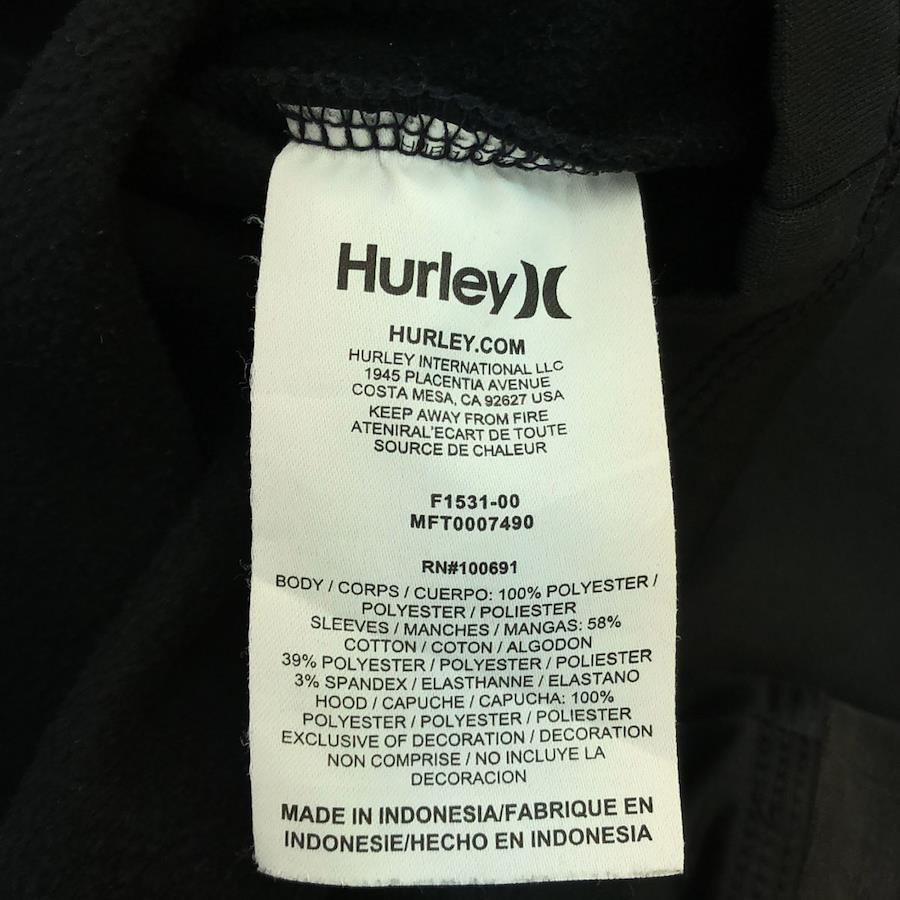 Hurley
HURLEY.COM
HURLEY INTERNATIONAL LLC
1945 PLACENTIA AVENUE
COSTA MESA, CA 92627 USA
KEEP AWAY FROM FIRE
ATENIRAL'ECART DE TOUTE
SOURCE DE CHALEUR
F1531-00
MFT0007490
RN#100691
BODY / CORPS / CUERPO: 100% POLYESTER /
POLYESTER / POLIESTER
SLEEVES / MANCHES / MANGAS: 58%
COTTON / COTON / ALGODON
39% POLYESTER / POLYESTER / POLIESTER
3% SPANDEX / ELASTHANNE / ELASTANO
HOOD / CAPUCHE / CAPUCHA: 100%
POLYESTER / POLYESTER / POLIESTER
EXCLUSIVE OF DECORATION / DECORATION
NON COMPRISE / NO INCLUYE LA
DECORACION
MADE IN INDONESIA/FABRIQUE EN
INDONESIE/HECHO EN INDONESIA